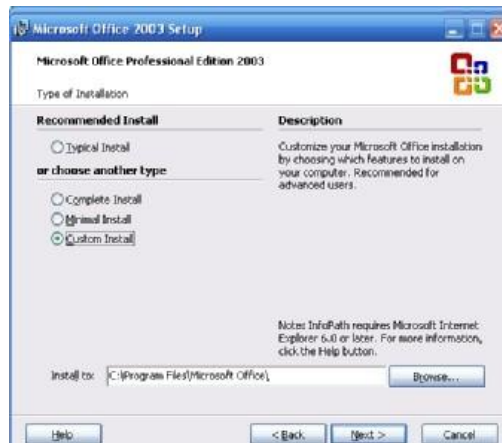 Microsoft Office 2003 Setup
Microsoft Office Professional Edition 2003
Type of Installation
Recommended Install
Typical Install
or choose another type
Complete Install
Minimal Install
Custom Install
Description
Customize your Microsoft Office installation
by choosing which features to install on
your computer. Recommended for
advanced users.
Note: InfoPath requires Microsoft Internet
Explorer 6.0 or later. For more information,
click the Help button.
Install to: C:\Program Files\Microsoft Office\
Browse...
Help
< Back
Next >
Cancel